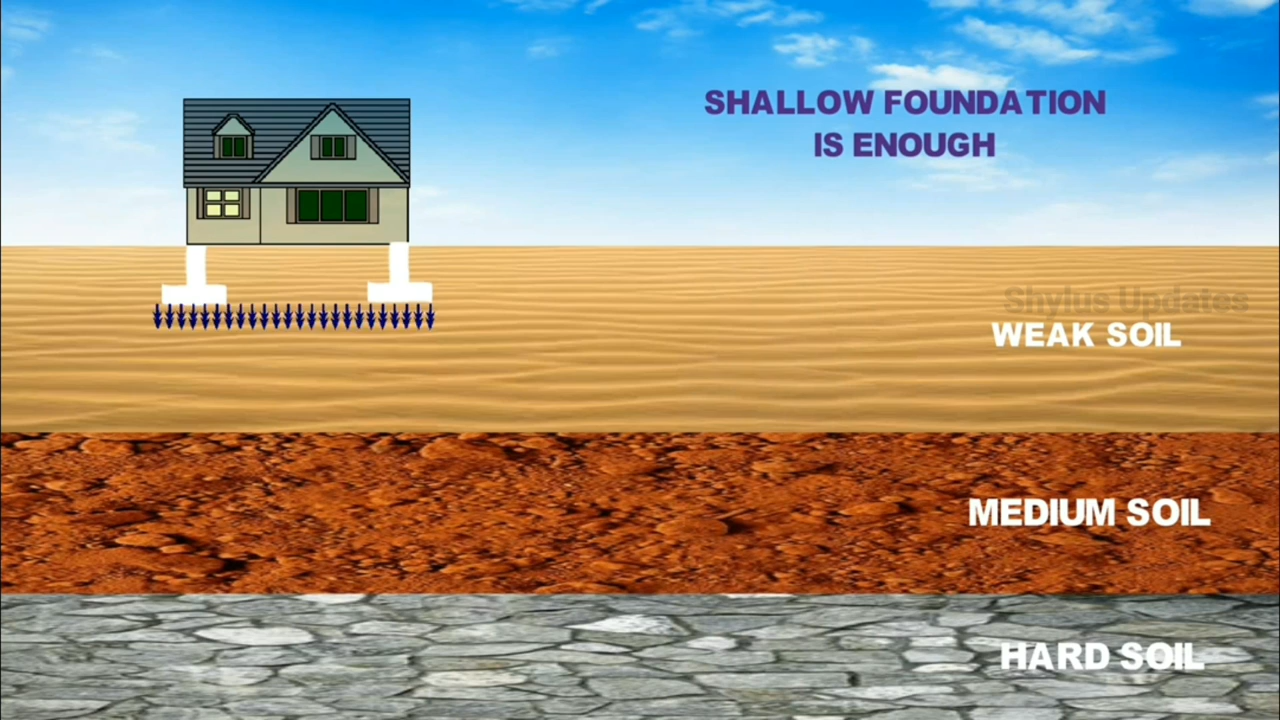 SHALLOW FOUNDATION
IS ENOUGH
Shylus Updates
WEAK SOIL
MEDIUM SOIL
HARD SOIL